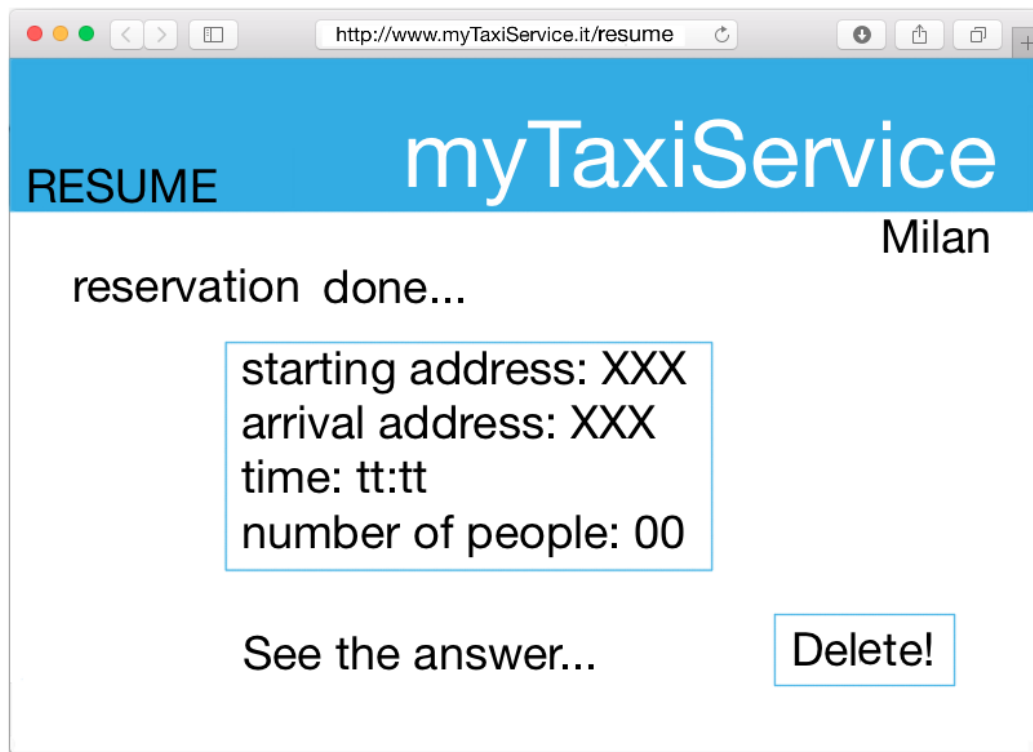 http://www.myTaxiService.it/resume
myTaxiService
RESUME
Milan
reservation done...
starting address: XXX
arrival address: XXX
time: tt:tt
number of people: 00
See the answer...
Delete!